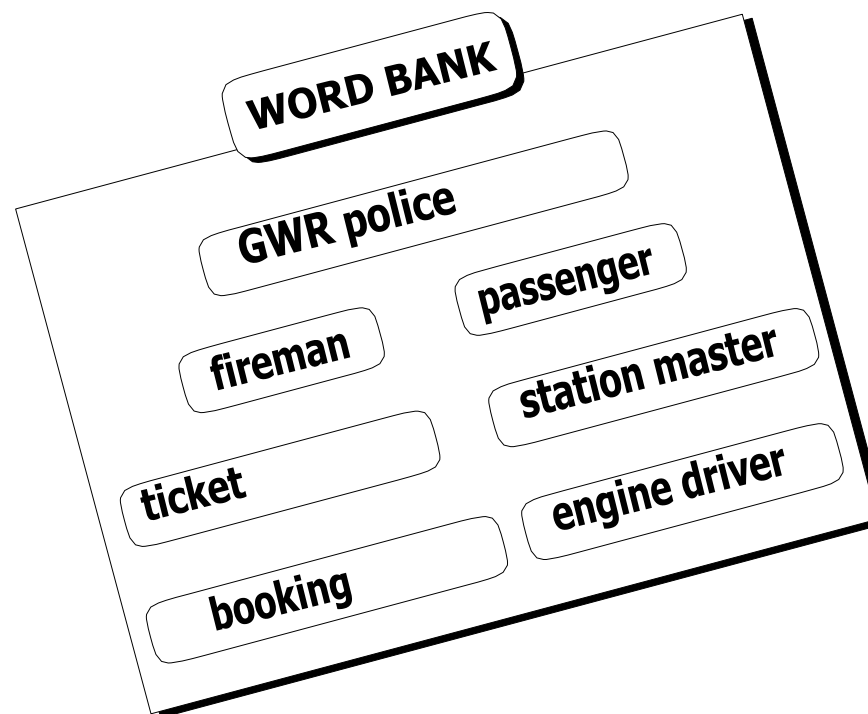 WORD BANK
GWR police
passenger
fireman
station master
ticket
engine driver
booking